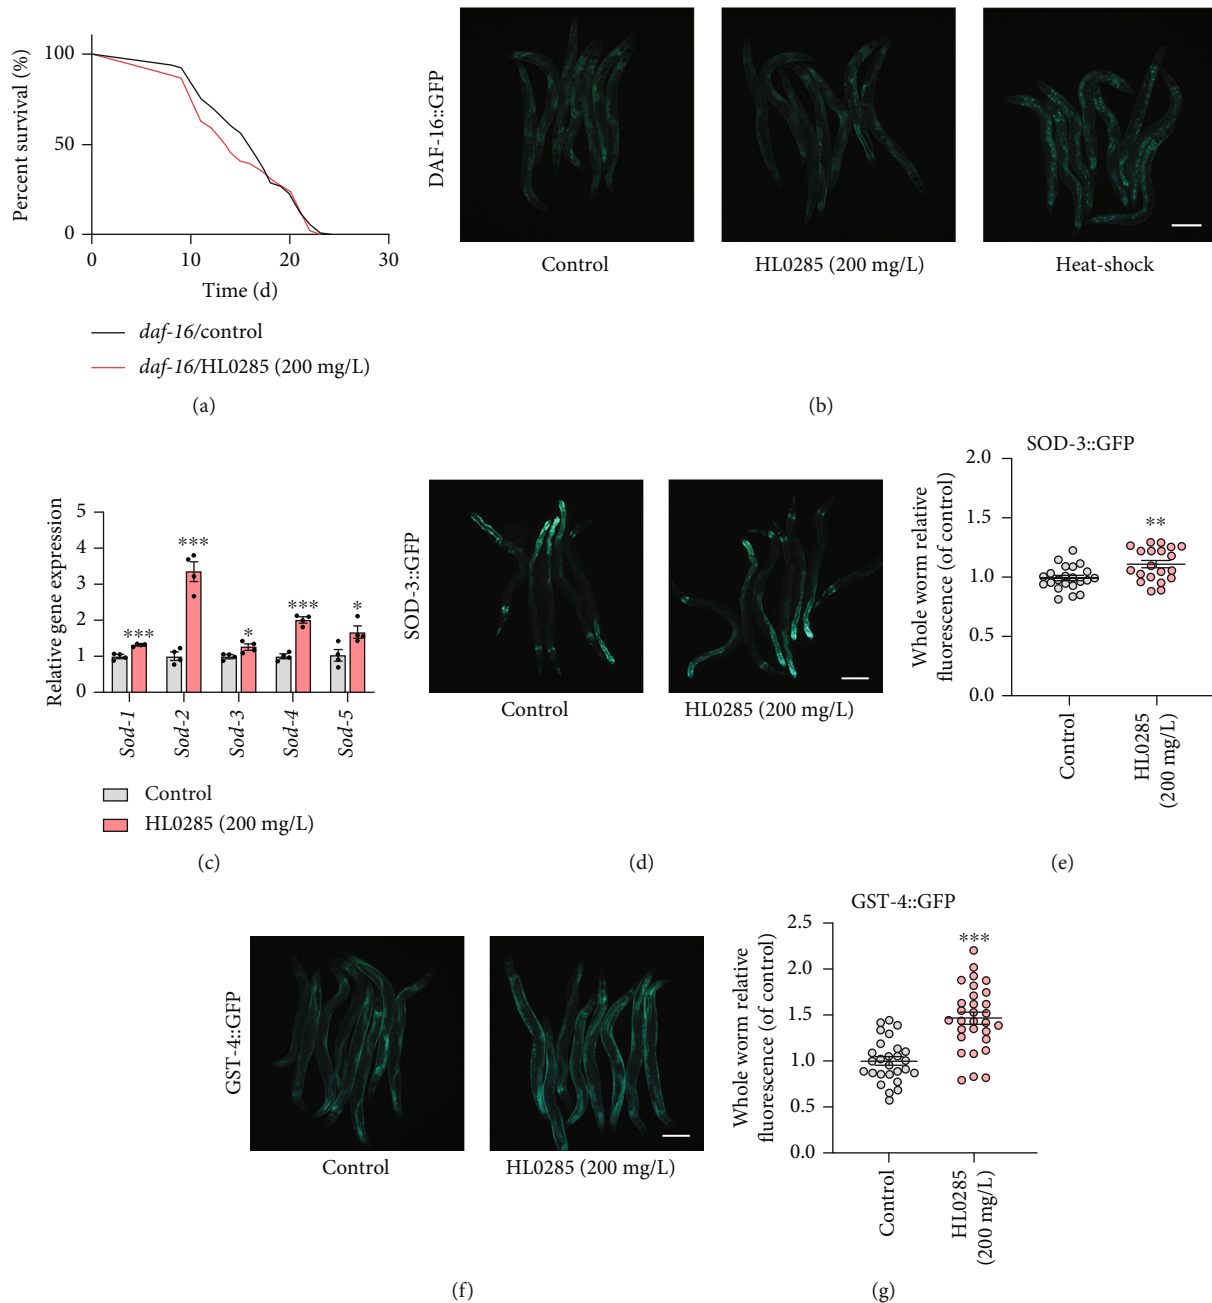 Percent survival (%)
100
50
0
0
10
20
30
Time (d)
daf-16/control
daf-16/HL0285 (200 mg/L)
(a)
DAF-16::GFP
Control
HL0285 (200 mg/L)
Heat-shock
(b)
Relative gene expression
5
4
3
2
1
0
***
***
*
***
*
Sod-1
Sod-2
Sod-3
Sod-4
Sod-5
Control
HL0285 (200 mg/L)
(c)
SOD-3::GFP
Control
HL0285 (200 mg/L)
(d)
SOD-3::GFP
Whole worm relative
fluorescence (of control)
2.0
1.5
1.0
0.5
0.0
**
Control
HL0285
(200 mg/L)
(e)
GST-4::GFP
Control
HL0285 (200 mg/L)
(f)
GST-4::GFP
Whole worm relative
fluorescence (of control)
2.5
2.0
1.5
1.0
0.5
0.0
***
Control
HL0285
(200 mg/L)
(g)